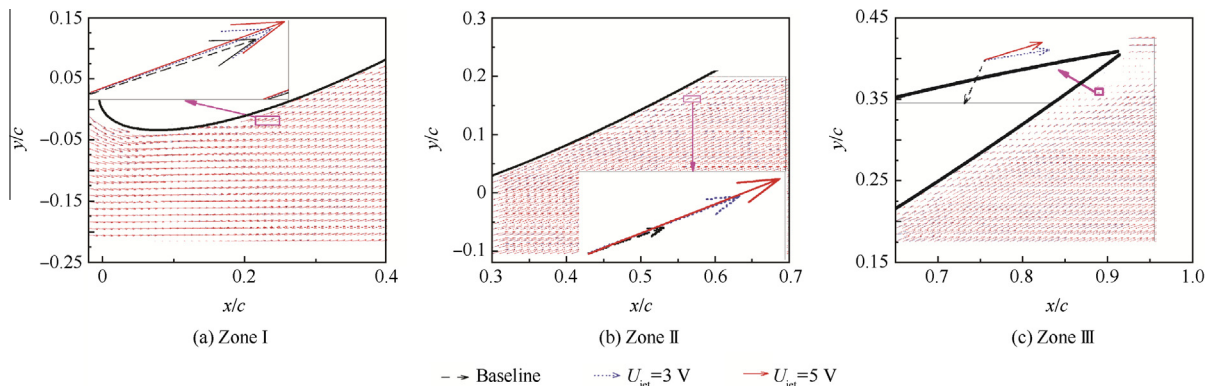 0.15
0.05
−0.05
−0.15
−0.25
y/c
0
0.2
0.4
x/c
(a) Zone Ⅰ
0.3
0.2
0.1
0
−0.1
y/c
0.3
0.4
0.5
0.6
0.7
x/c
(b) Zone Ⅱ
0.45
0.35
0.25
0.15
y/c
0.7
0.8
0.9
1.0
x/c
(c) Zone Ⅲ
Baseline
U_jet=3 V
U_jet=5 V